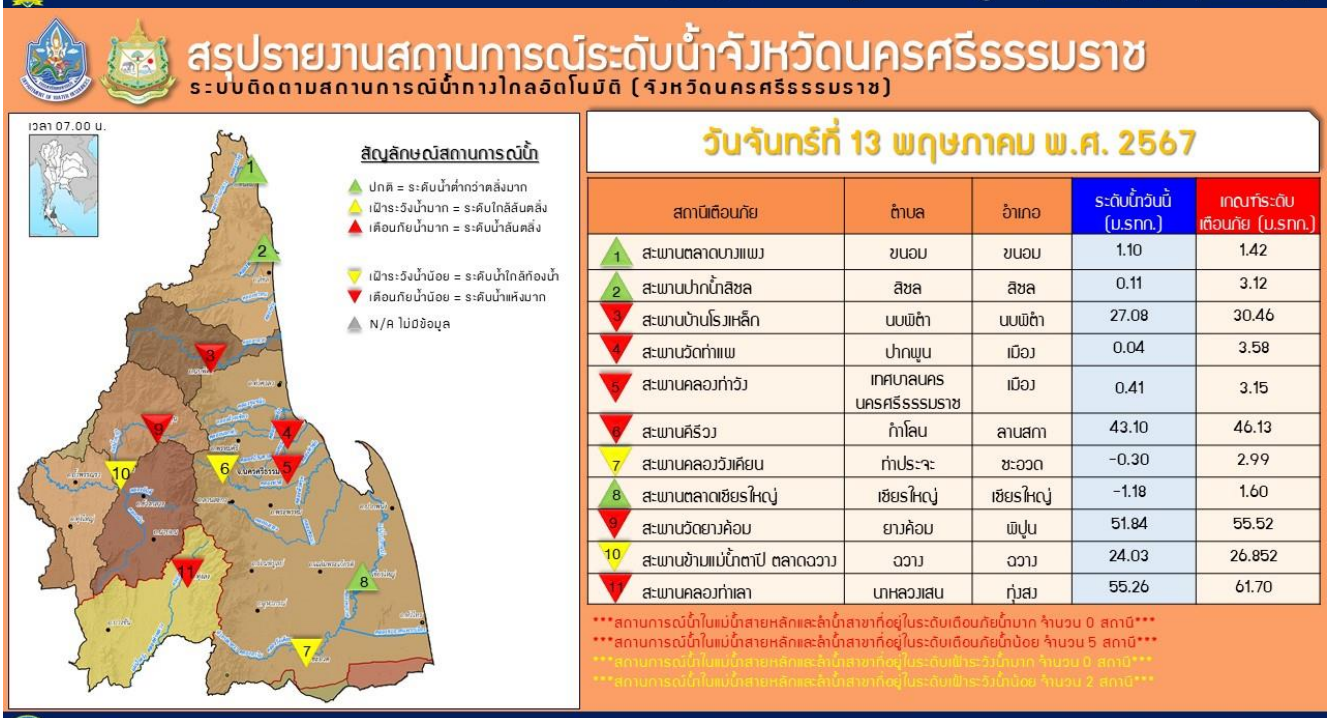 สรุปรายงานสถานการณ์ระดับน้ำจังหวัดนครศรีธรรมราช
ระบบติดตามสถานการณ์น้ำทางไกลอัตโนมัติ (จังหวัดนครศรีธรรมราช)
เวลา 07.00 น.
สัญลักษณ์สถานการณ์น้ำ
ปกติ = ระดับน้ำต่ำกว่าตลิ่งมาก
เฝ้าระวังน้ำมาก = ระดับใกล้ล้นตลิ่ง
เตือนภัยน้ำมาก = ระดับน้ำล้นตลิ่ง
เฝ้าระวังน้ำน้อย = ระดับน้ำใกล้ท้องน้ำ
เตือนภัยน้ำน้อย = ระดับน้ำแห้งมาก
N/A ไม่มีข้อมูล
1
2
3
9
4
10
6
5
11
8
7
วันจันทร์ที่ 13 พฤษภาคม พ.ศ. 2567
สถานีเตือนภัย ตำบล อำเภอ ระดับน้ำวันนี้ (ม.รทก.) เกณฑ์ระดับเตือนภัย (ม.รทก.)
1 สะพานตลาดบางแพง ขนอม ขนอม 1.10 1.42
2 สะพานปากน้ำสิชล สิชล สิชล 0.11 3.12
3 สะพานบ้านโรงเหล็ก นบพิตำ นบพิตำ 27.08 30.46
4 สะพานวัดท่าแพ ปากพูน เมือง 0.04 3.58
5 สะพานคลองท่าวัง เทศบาลนครนครศรีธรรมราช เมือง 0.41 3.15
6 สะพานคีรีวง กำโลน ลานสกา 43.10 46.13
7 สะพานคลองวังเคียน ท่าประจะ ชะอวด -0.30 2.99
8 สะพานตลาดเชียรใหญ่ เชียรใหญ่ เชียรใหญ่ -1.18 1.60
9 สะพานวัดยางค้อม ยางค้อม พิปูน 51.84 55.52
10 สะพานข้ามแม่น้ำตาปี ตลาดฉวาง ฉวาง ฉวาง 24.03 26.852
11 สะพานคลองท่าเลา นาหลวงเสน ทุ่งสง 55.26 61.70
***สถานการณ์น้ำในแม่น้ำสายหลักและลำน้ำสาขาที่อยู่ในระดับเตือนภัยน้ำมาก จำนวน 0 สถานี***
***สถานการณ์น้ำในแม่น้ำสายหลักและลำน้ำสาขาที่อยู่ในระดับเตือนภัยน้ำน้อย จำนวน 5 สถานี***
***สถานการณ์น้ำในแม่น้ำสายหลักและลำน้ำสาขาที่อยู่ในระดับเฝ้าระวังน้ำมาก จำนวน 0 สถานี***
***สถานการณ์น้ำในแม่น้ำสายหลักและลำน้ำสาขาที่อยู่ในระดับเฝ้าระวังน้ำน้อย จำนวน 2 สถานี***